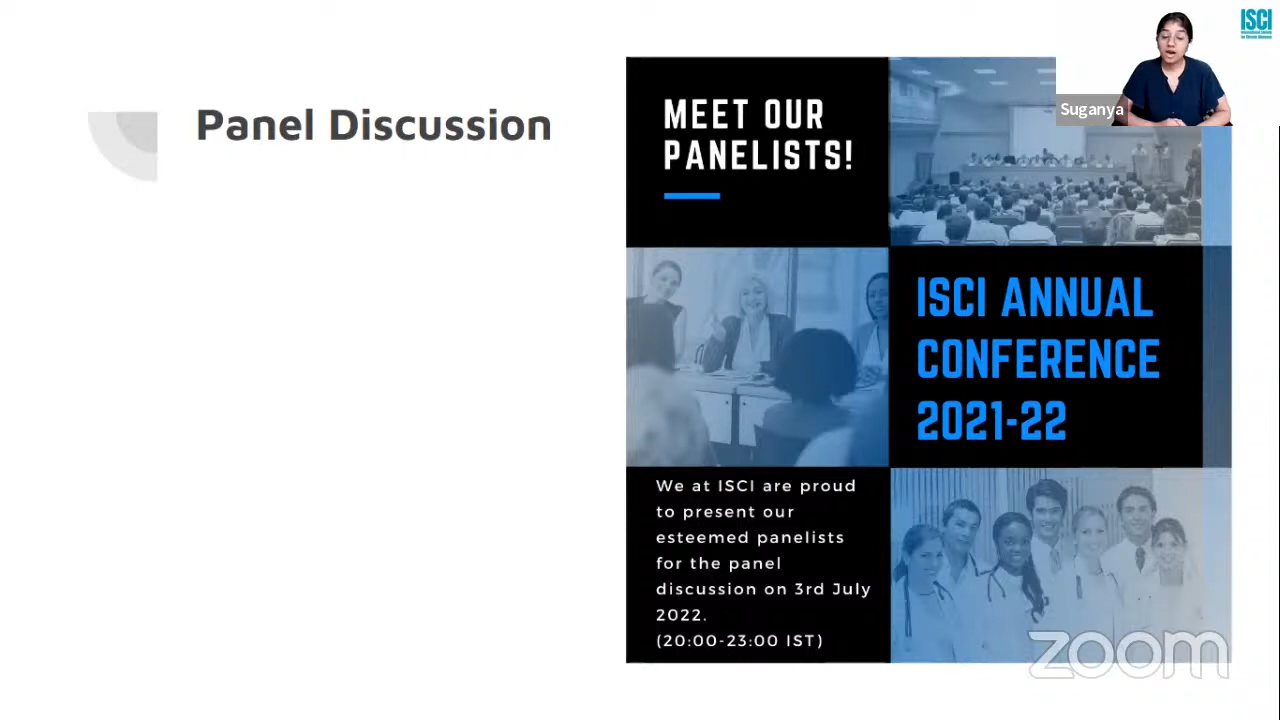 Panel Discussion
MEET OUR
PANELISTS!
ISCI
Suganya
ISCI ANNUAL
CONFERENCE
2021-22
We at ISCI are proud
to present our
esteemed panelists
for the panel
discussion on 3rd July
2022.
(20:00-23:00 IST)
zoom